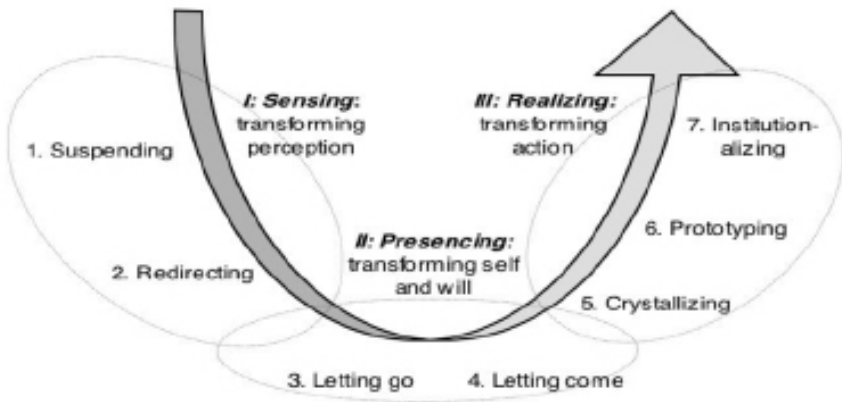 I: Sensing:
transforming
perception
1. Suspending
2. Redirecting
II: Presencing:
transforming self
and will
3. Letting go
4. Letting come
III: Realizing:
transforming
action
5. Crystallizing
6. Prototyping
7. Institution-
alizing